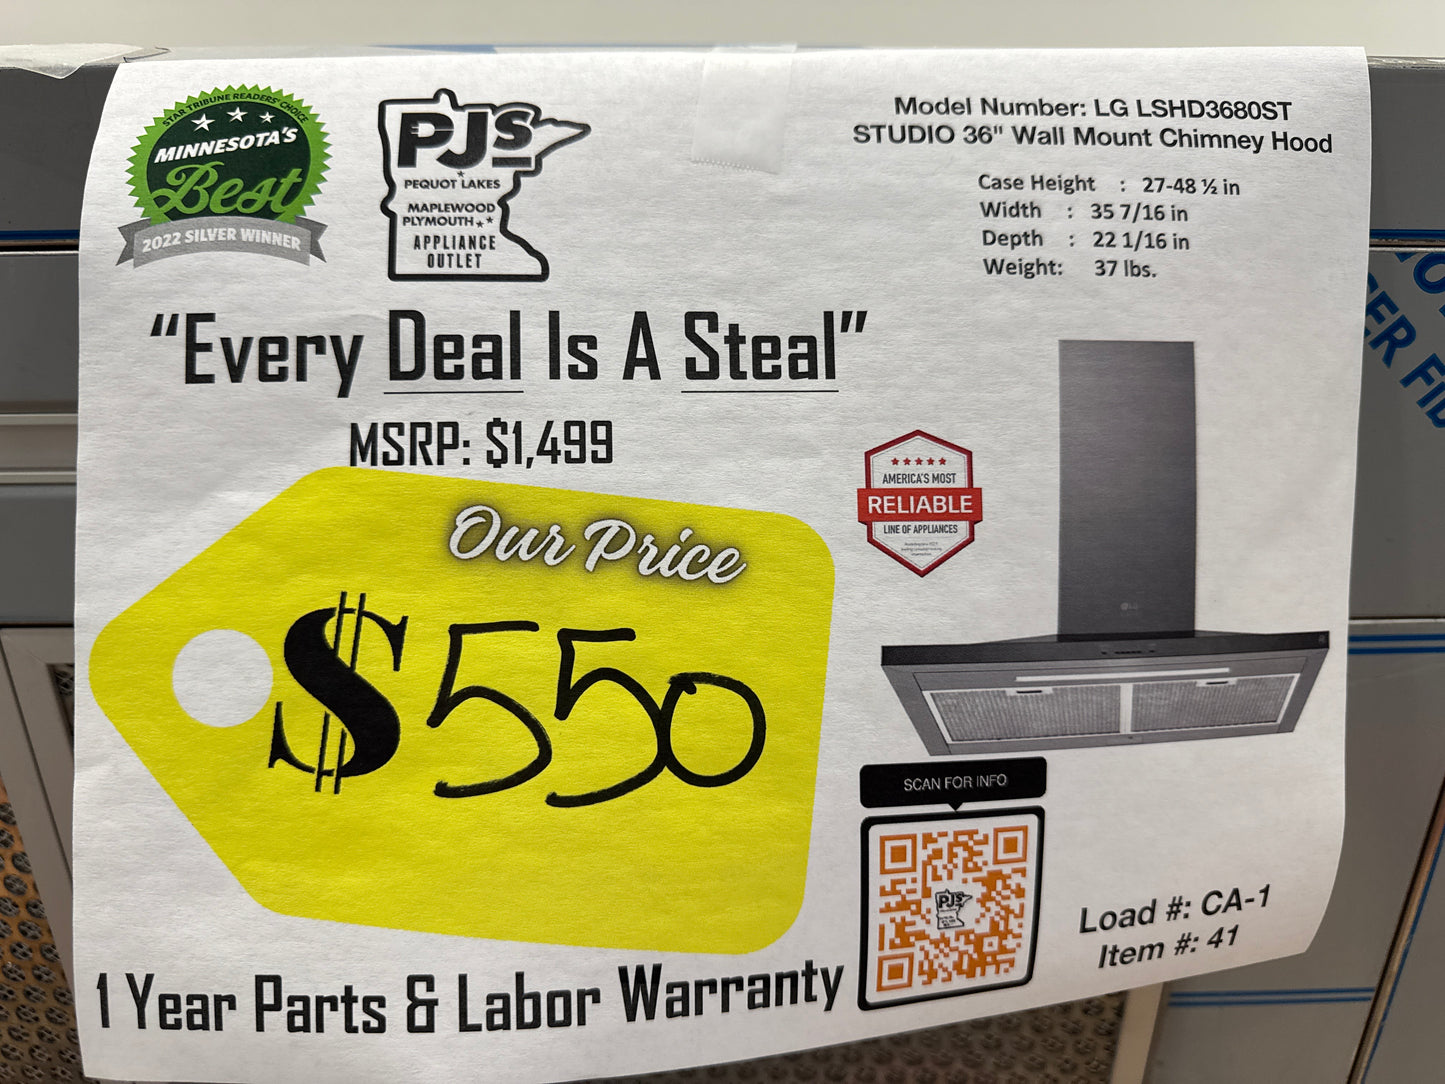 STAR TRIBUNE READERS' CHOICE
MINNESOTA'S
Best
2022 SILVER WINNER
PJS
PEQUOT LAKES
MAPLEWOOD
PLYMOUTH
APPLIANCE
OUTLET
Model Number: LG LSHD3680ST
STUDIO 36" Wall Mount Chimney Hood
Case Height : 27-48 ½ in
Width : 35 7/16 in
Depth : 22 1/16 in
Weight: 37 lbs.
"Every Deal Is A Steal"
MSRP: $1,499
Our Price
$550
AMERICA'S MOST
RELIABLE
LINE OF APPLIANCES
LG
SCAN FOR INFO
PJS
Load #: CA-1
Item #: 41
1 Year Parts & Labor Warranty